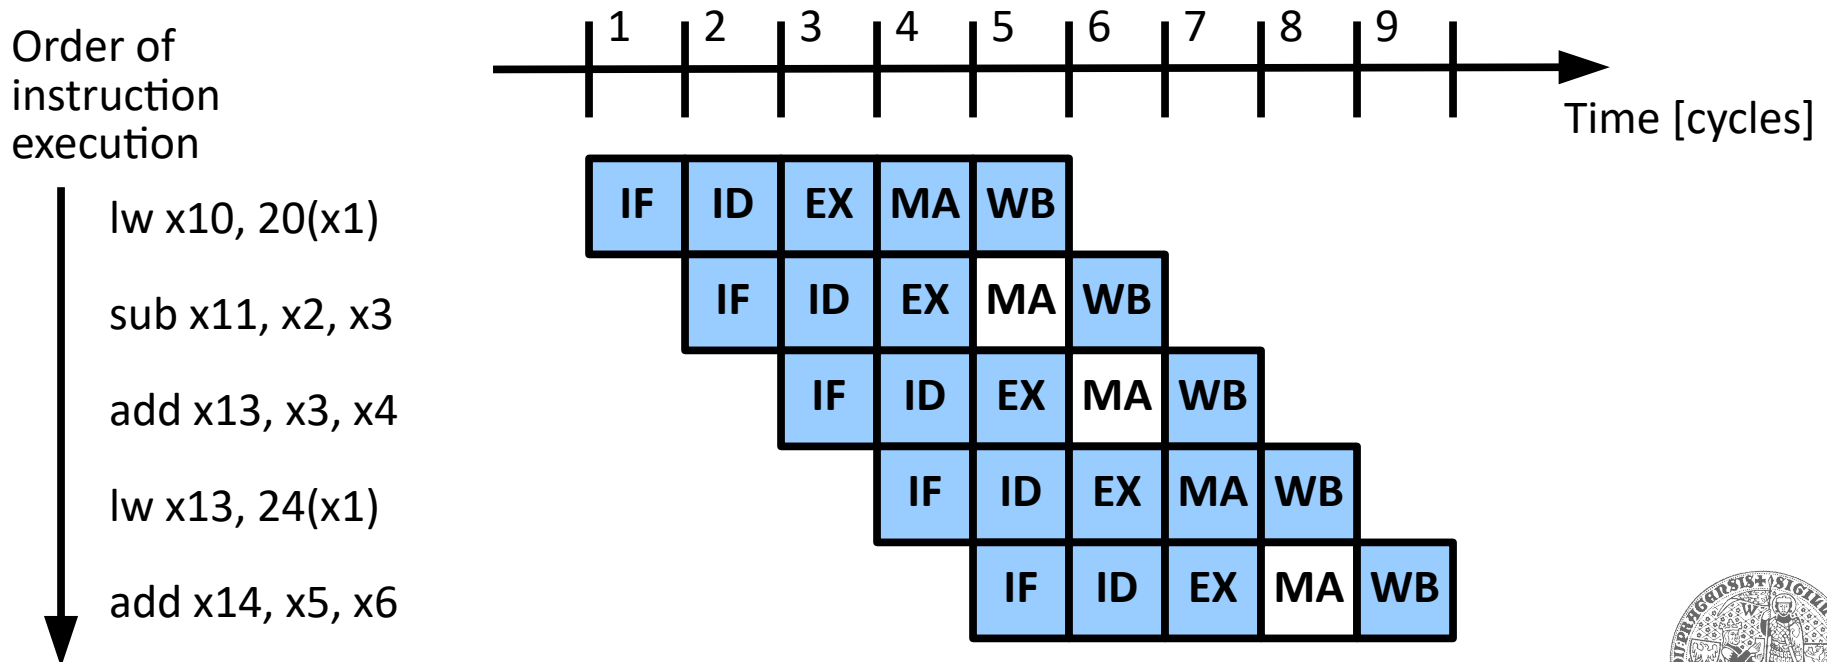 1 2 3 4 5 6 7 8 9
Order of
instruction
execution
Time [cycles]
lw x10, 20(x1) IF ID EX MA WB
sub x11, x2, x3 IF ID EX MA WB
add x13, x3, x4 IF ID EX MA WB
lw x13, 24(x1) IF ID EX MA WB
add x14, x5, x6 IF ID EX MA WB